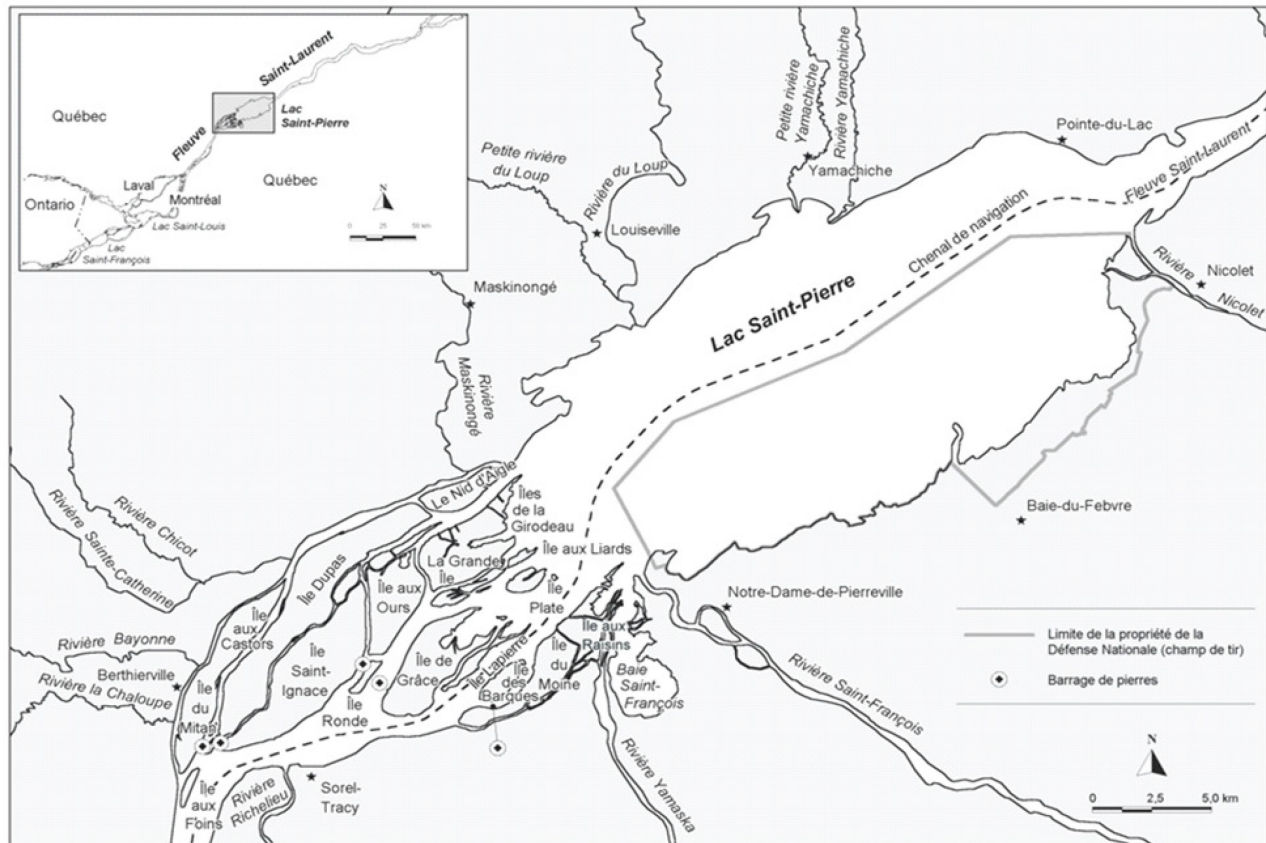 Québec
Fleuve
Saint-Laurent
Lac
Saint-Pierre
Québec
Laval
Montréal
Ontario
Lac Saint-Louis
Lac
Saint-François
N
0 25 50 km
Petite rivière
Yamachiche
Rivière Yamachiche
Yamachiche
Pointe-du-Lac
Petite rivière
du Loup
Rivière du Loup
Louiseville
Fleuve Saint-Laurent
Chenal de navigation
Lac Saint-Pierre
Rivière
Nicolet
Nicolet
Maskinongé
Rivière
Maskinongé
Baie-du-Febvre
Rivière Chicot
Rivière Sainte-Catherine
Le Nid d'Aigle
Îles
de la
Girodeau
Île Dupas
La Grande
Île
Île aux Liards
Île aux
Ours
Île
Plate
Notre-Dame-de-Pierreville
Île
aux
Castors
Rivière Bayonne
Berthierville
Rivière la Chaloupe
Île
Saint-
Ignace
Île de
Grâce
Île Lapierre
Île
des
Barques
Île
du
Moine
Île aux
Raisins
Baie
Saint-
François
Île
du
Mitan
Île
Ronde
Rivière Saint-François
Île
aux
Foins
Rivière
Richelieu
Sorel-
Tracy
Rivière Yamaska
Limite de la propriété de la
Défense Nationale (champ de tir)
Barrage de pierres
N
0 2,5 5,0 km